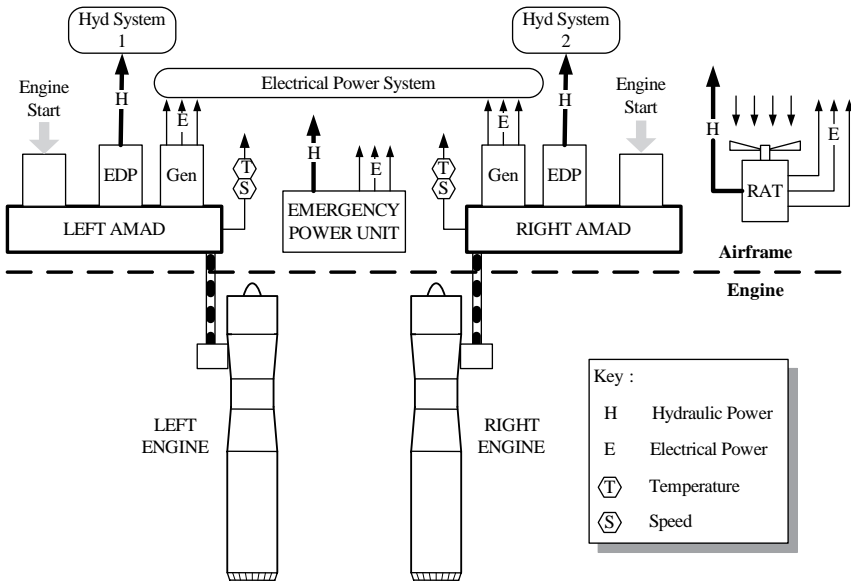 Hyd System
1
Hyd System
2
Engine
Start
H
Electrical Power System
E
H
E
H
Engine
Start
H
E
EDP
Gen
T
S
T
S
Gen
EDP
RAT
LEFT AMAD
EMERGENCY
POWER UNIT
RIGHT AMAD
Airframe
Engine
LEFT
ENGINE
RIGHT
ENGINE
Key :
H Hydraulic Power
E Electrical Power
T Temperature
S Speed